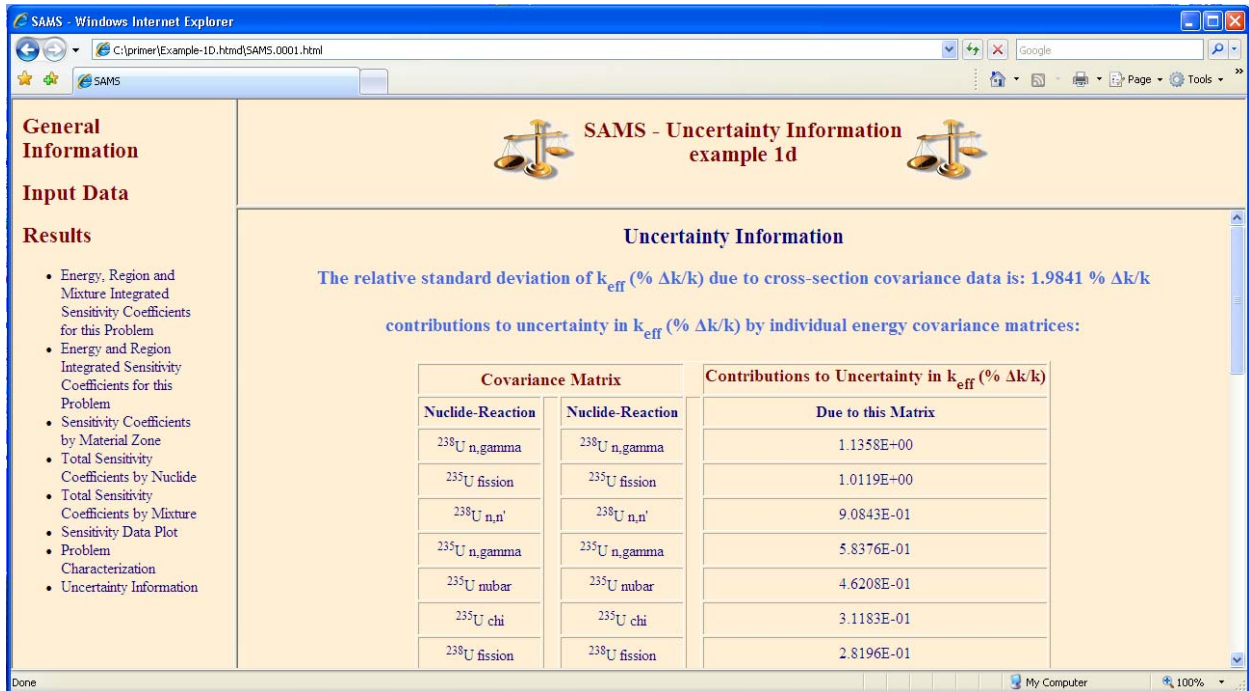 SAMS - Windows Internet Explorer
C:\primer\Example-1D.htmd\SAMS.0001.html
Google
SAMS
Page
Tools
General
Information
Input Data
Results
• Energy, Region and
Mixture Integrated
Sensitivity Coefficients
for this Problem
• Energy and Region
Integrated Sensitivity
Coefficients for this
Problem
• Sensitivity Coefficients
by Material Zone
• Total Sensitivity
Coefficients by Nuclide
• Total Sensitivity
Coefficients by Mixture
• Sensitivity Data Plot
• Problem
Characterization
• Uncertainty Information
SAMS - Uncertainty Information
example 1d
Uncertainty Information
The relative standard deviation of k_eff (% Δk/k) due to cross-section covariance data is: 1.9841 % Δk/k
contributions to uncertainty in k_eff (% Δk/k) by individual energy covariance matrices:
Covariance Matrix Contributions to Uncertainty in k_eff (% Δk/k)
Nuclide-Reaction Nuclide-Reaction Due to this Matrix
²³⁸U n,gamma ²³⁸U n,gamma 1.1358E+00
²³⁵U fission ²³⁵U fission 1.0119E+00
²³⁸U n,n' ²³⁸U n,n' 9.0843E-01
²³⁵U n,gamma ²³⁵U n,gamma 5.8376E-01
²³⁵U nubar ²³⁵U nubar 4.6208E-01
²³⁵U chi ²³⁵U chi 3.1183E-01
²³⁸U fission ²³⁸U fission 2.8196E-01
Done
My Computer
100%